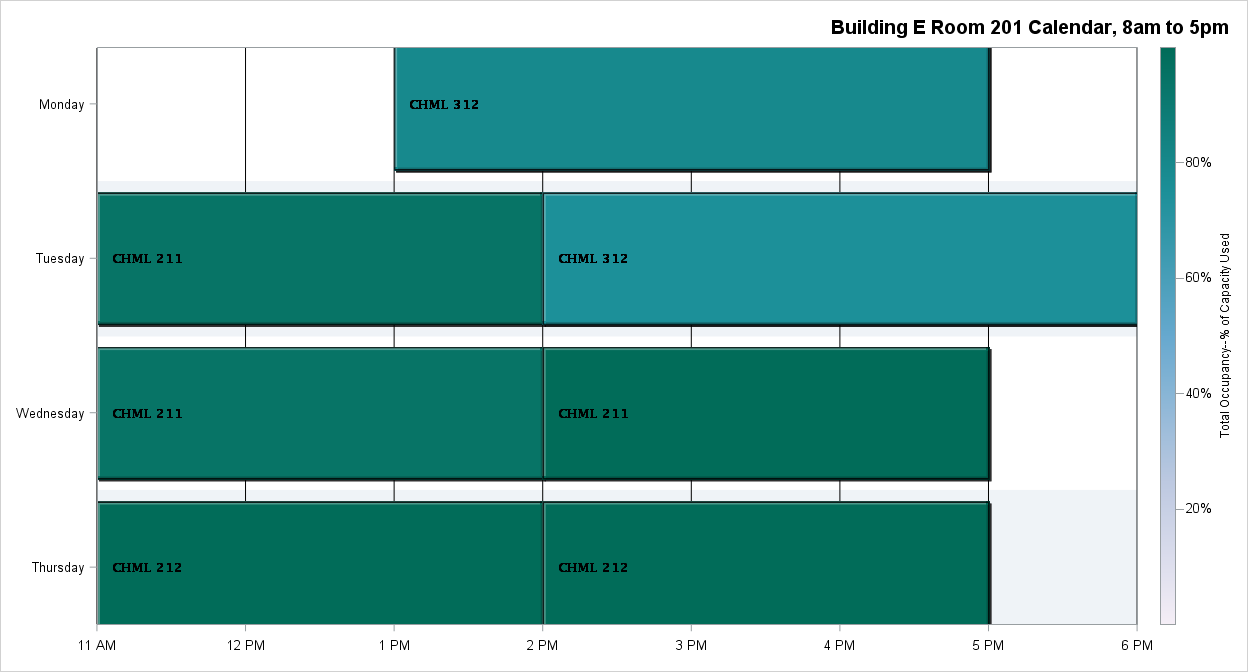 Building E Room 201 Calendar, 8am to 5pm
Monday
CHML 312
Tuesday
CHML 211
CHML 312
Wednesday
CHML 211
CHML 211
Thursday
CHML 212
CHML 212
11 AM
12 PM
1 PM
2 PM
3 PM
4 PM
5 PM
6 PM
80%
60%
40%
20%
Total Occupancy--% of Capacity Used